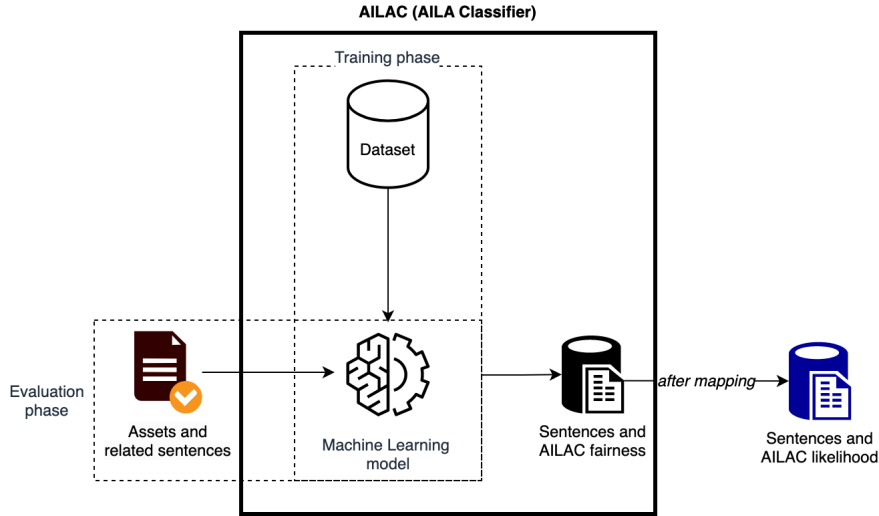 AILAC (AILA Classifier)
Training phase
Dataset
Evaluation
phase
Assets and
related sentences
Machine Learning
model
Sentences and
AILAC fairness
after mapping
Sentences and
AILAC likelihood